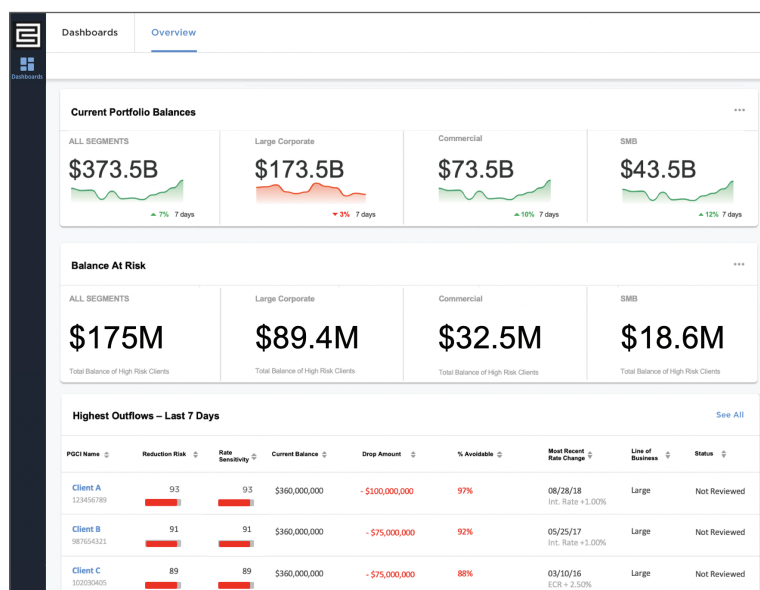 Dashboards
Overview
Dashboards
Current Portfolio Balances
ALL SEGMENTS
$373.5B
7% 7 days
Large Corporate
$173.5B
3% 7 days
Commercial
$73.5B
10% 7 days
SMB
$43.5B
12% 7 days
Balance At Risk
ALL SEGMENTS
$175M
Total Balance of High Risk Clients
Large Corporate
$89.4M
Total Balance of High Risk Clients
Commercial
$32.5M
Total Balance of High Risk Clients
SMB
$18.6M
Total Balance of High Risk Clients
Highest Outflows – Last 7 Days
See All
PGCI Name
Reduction Risk
Rate
Sensitivity
Current Balance
Drop Amount
% Avoidable
Most Recent
Rate Change
Line of
Business
Status
Client A
123456789
93
93
$360,000,000
- $100,000,000
97%
08/28/18
Int. Rate +1.00%
Large
Not Reviewed
Client B
987654321
91
91
$360,000,000
- $75,000,000
92%
05/25/17
Int. Rate +1.00%
Large
Not Reviewed
Client C
102030405
89
89
$360,000,000
- $75,000,000
88%
03/10/16
ECR + 2.50%
Large
Not Reviewed